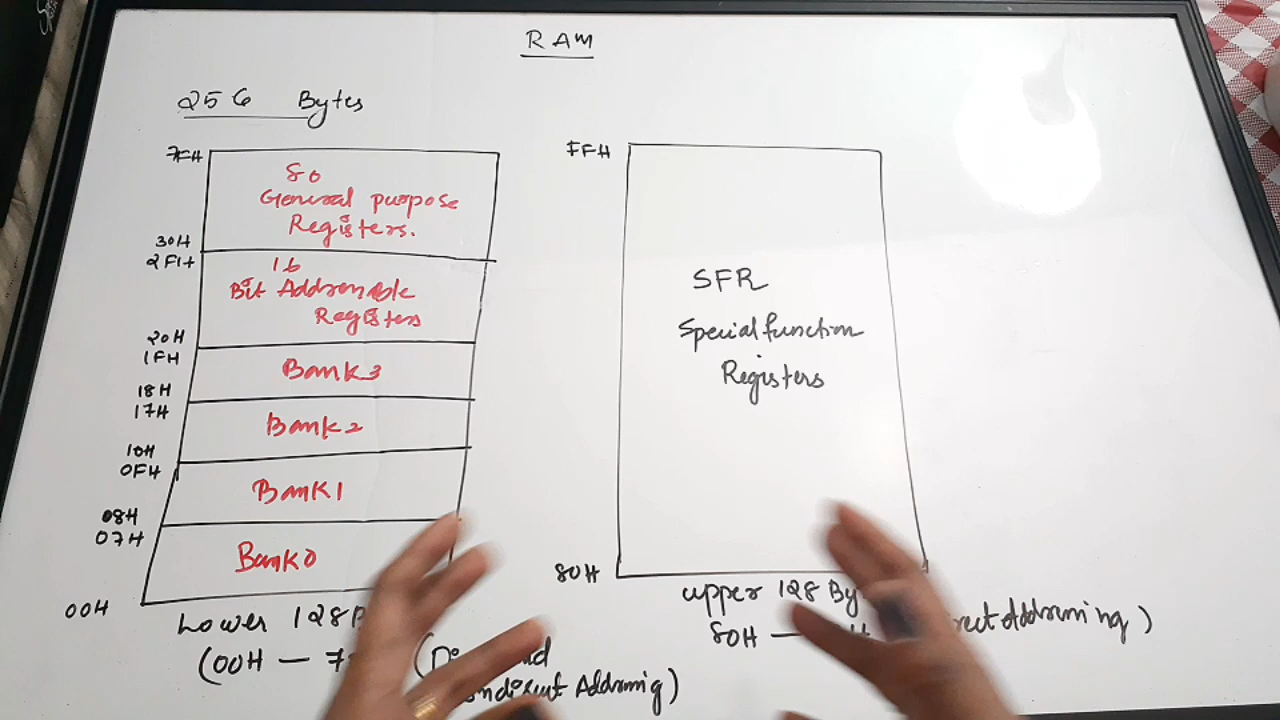 RAM
256 Bytes
7FH
80
General purpose
Registers.
30H
2FH
16
Bit Addressable
Registers
20H
1FH
Bank3
18H
17H
Bank2
10H
0FH
Bank1
08H
07H
Bank0
00H
Lower 128
(00H — 7
Addressing)
FFH
SFR
Special function
Registers
80H
upper 128 By
80H —